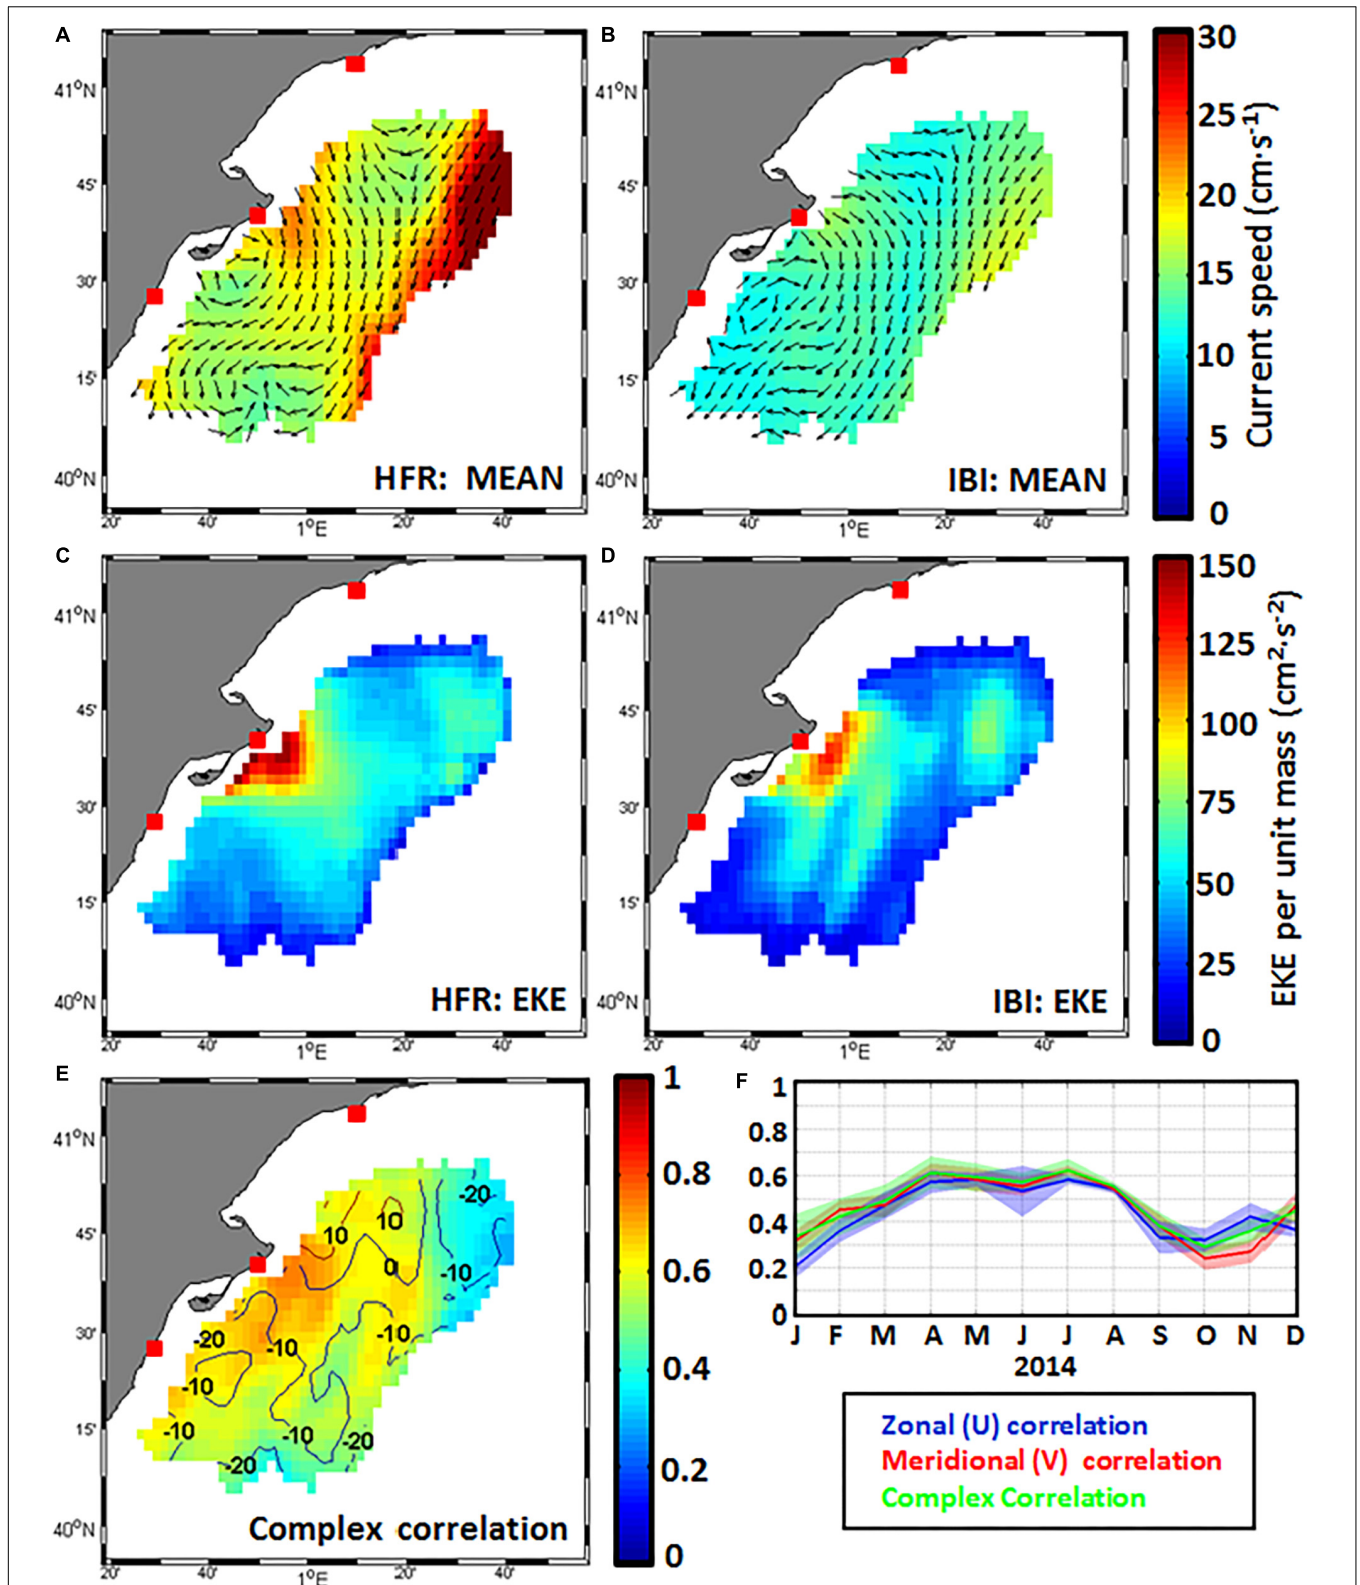 A
B
41°N
45'
30'
15'
40°N
20'
40'
1°E
20'
40'
HFR: MEAN
41°N
45'
30'
15'
40°N
20'
40'
1°E
20'
40'
IBI: MEAN
30
25
20
15
10
5
0
Current speed (cm·s⁻¹)
C
D
41°N
45'
30'
15'
40°N
20'
40'
1°E
20'
40'
HFR: EKE
41°N
45'
30'
15'
40°N
20'
40'
1°E
20'
40'
IBI: EKE
150
125
100
75
50
25
0
EKE per unit mass (cm²·s⁻²)
E
41°N
45'
30'
15'
40°N
20'
40'
1°E
20'
40'
-20
10
10
0
-10
-10
-20
-10
-10
-10
-10
-20
-20
Complex correlation
1
0.8
0.6
0.4
0.2
0
F
1
0.8
0.6
0.4
0.2
0
J F M A M J J A S O N D
2014
Zonal (U) correlation
Meridional (V) correlation
Complex Correlation